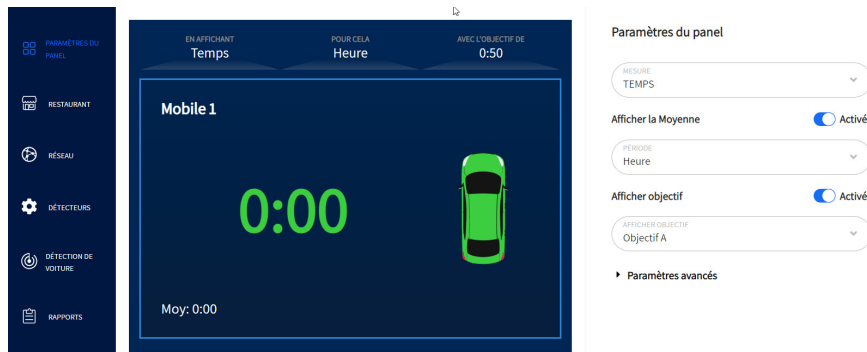 PARAMÈTRES DU
PANEL
RESTAURANT
RÉSEAU
DÉTECTEURS
DÉTECTION DE
VOITURE
RAPPORTS
EN AFFICHANT
Temps
POUR CELA
Heure
AVEC L'OBJECTIF DE
0:50
Mobile 1
0:00
Moy: 0:00
Paramètres du panel
MESURE
TEMPS
Afficher la Moyenne
Activé
PÉRIODE
Heure
Afficher objectif
Activé
AFFICHER OBJECTIF
Objectif A
Paramètres avancés